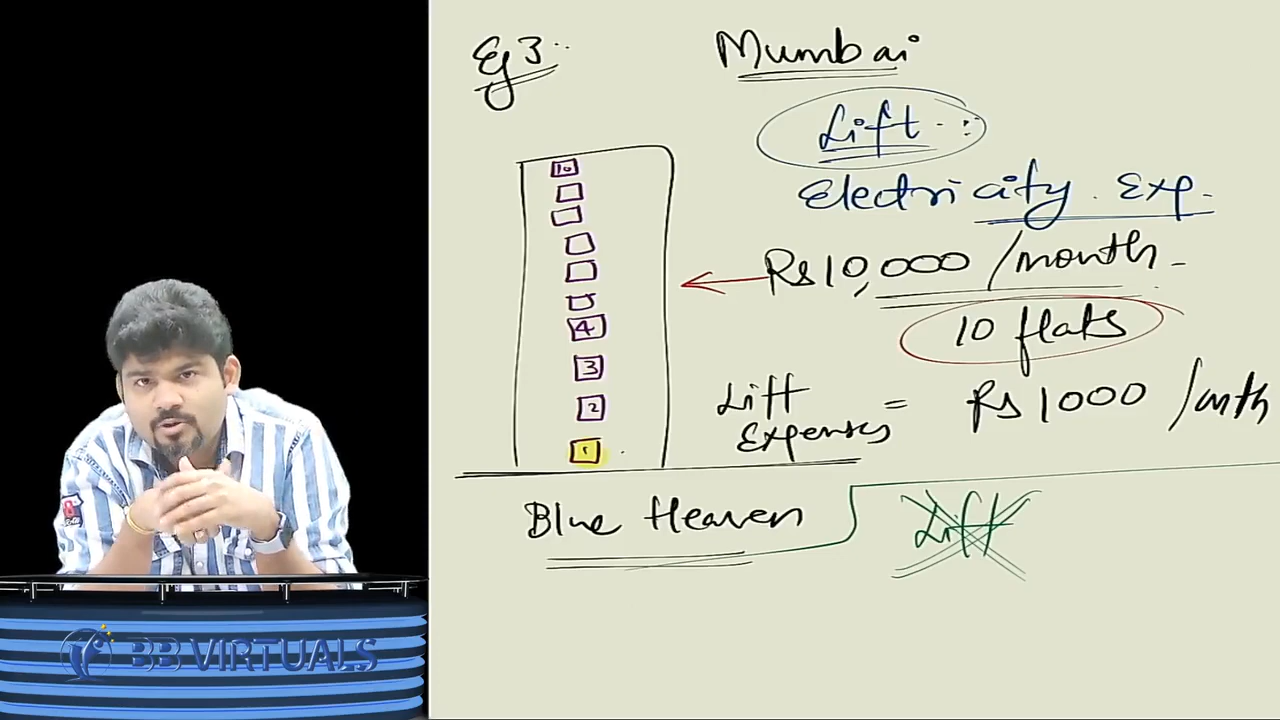 Eg 3..
Mumbai
Lift..:
Electricity. Exp.
Rs 10,000 /month.
10 flats
Lift Expenses = Rs 1000 /mth
10
4
3
2
1
Blue Heaven
Lift
BB VIRTUALS